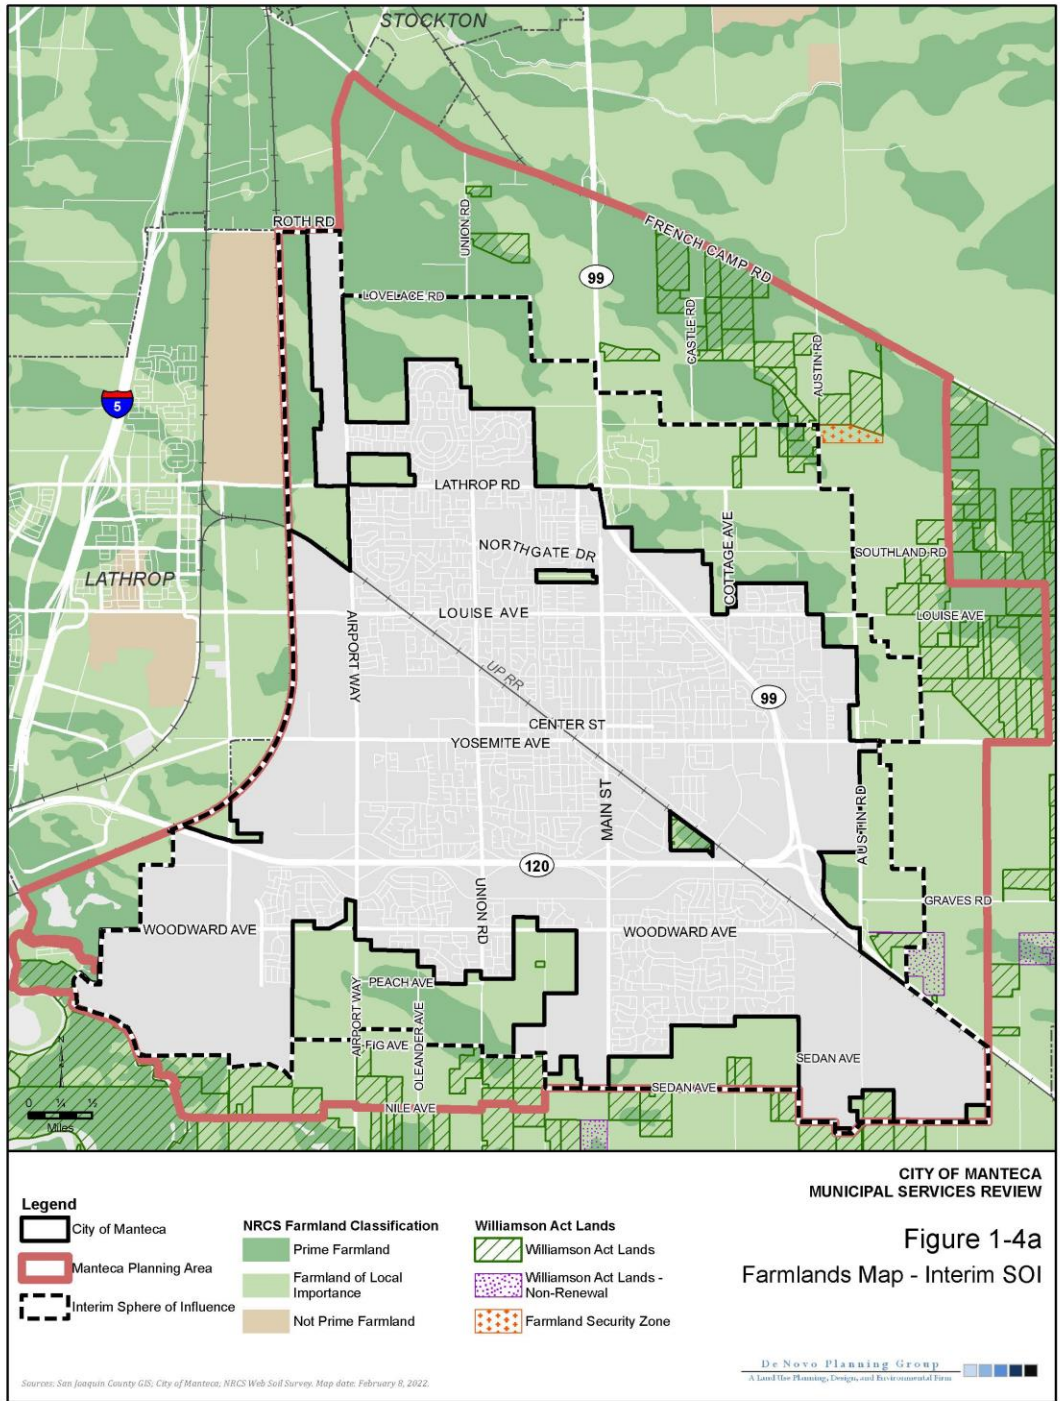 STOCKTON
ROTH RD
UNION RD
FRENCH CAMP RD
99
LOVELACE RD
CASTLE RD
AUSTIN RD
5
LATHROP RD
NORTHGATE DR
COTTAGE AVE
SOUTHLAND RD
LATHROP
LOUISE AVE
LOUISE AVE
AIRPORT WAY
UP RR
99
CENTER ST
YOSEMITE AVE
MAIN ST
AUSTIN RD
120
UNION RD
GRAVES RD
WOODWARD AVE
WOODWARD AVE
PEACH AVE
AIRPORT WAY
OLEANDER AVE
FIG AVE
SEDAN AVE
SEDAN AVE
NILE AVE
N
0 ¼ ½
Miles
CITY OF MANTECA
MUNICIPAL SERVICES REVIEW
Figure 1-4a
Farmlands Map - Interim SOI
Legend
City of Manteca
Manteca Planning Area
Interim Sphere of Influence
NRCS Farmland Classification
Prime Farmland
Farmland of Local
Importance
Not Prime Farmland
Williamson Act Lands
Williamson Act Lands
Williamson Act Lands -
Non-Renewal
Farmland Security Zone
De Novo Planning Group
A Land Use Planning, Design, and Environmental Firm
Sources: San Joaquin County GIS; City of Manteca; NRCS Web Soil Survey. Map date: February 8, 2022.